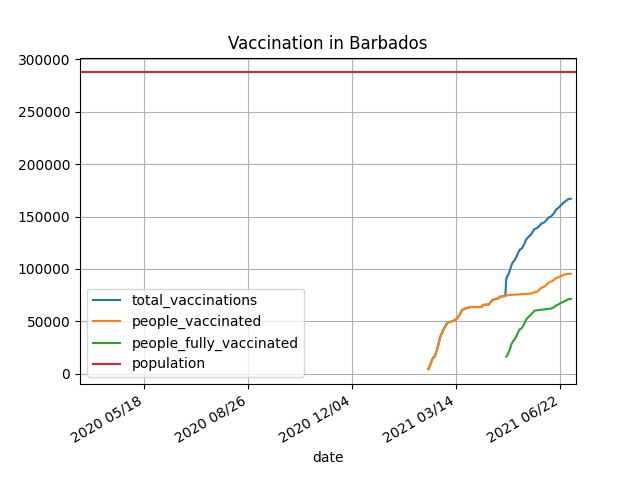 Vaccination in Barbados
300000
250000
200000
150000
100000
50000
0
total_vaccinations
people_vaccinated
people_fully_vaccinated
population
2020 05/18
2020 08/26
2020 12/04
2021 03/14
2021 06/22
date